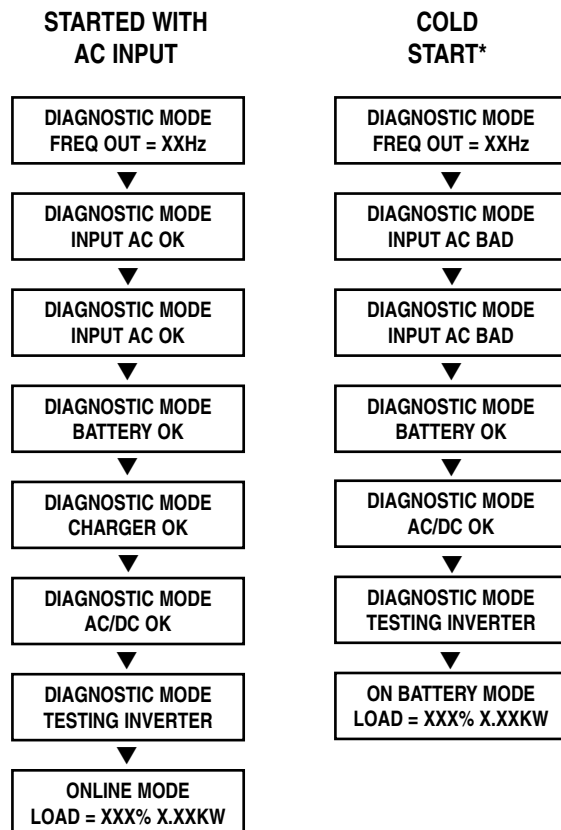 STARTED WITH
AC INPUT
DIAGNOSTIC MODE
FREQ OUT = XXHz
DIAGNOSTIC MODE
INPUT AC OK
DIAGNOSTIC MODE
INPUT AC OK
DIAGNOSTIC MODE
BATTERY OK
DIAGNOSTIC MODE
CHARGER OK
DIAGNOSTIC MODE
AC/DC OK
DIAGNOSTIC MODE
TESTING INVERTER
ONLINE MODE
LOAD = XXX% X.XXKW
COLD
START*
DIAGNOSTIC MODE
FREQ OUT = XXHz
DIAGNOSTIC MODE
INPUT AC BAD
DIAGNOSTIC MODE
INPUT AC BAD
DIAGNOSTIC MODE
BATTERY OK
DIAGNOSTIC MODE
AC/DC OK
DIAGNOSTIC MODE
TESTING INVERTER
ON BATTERY MODE
LOAD = XXX% X.XXKW